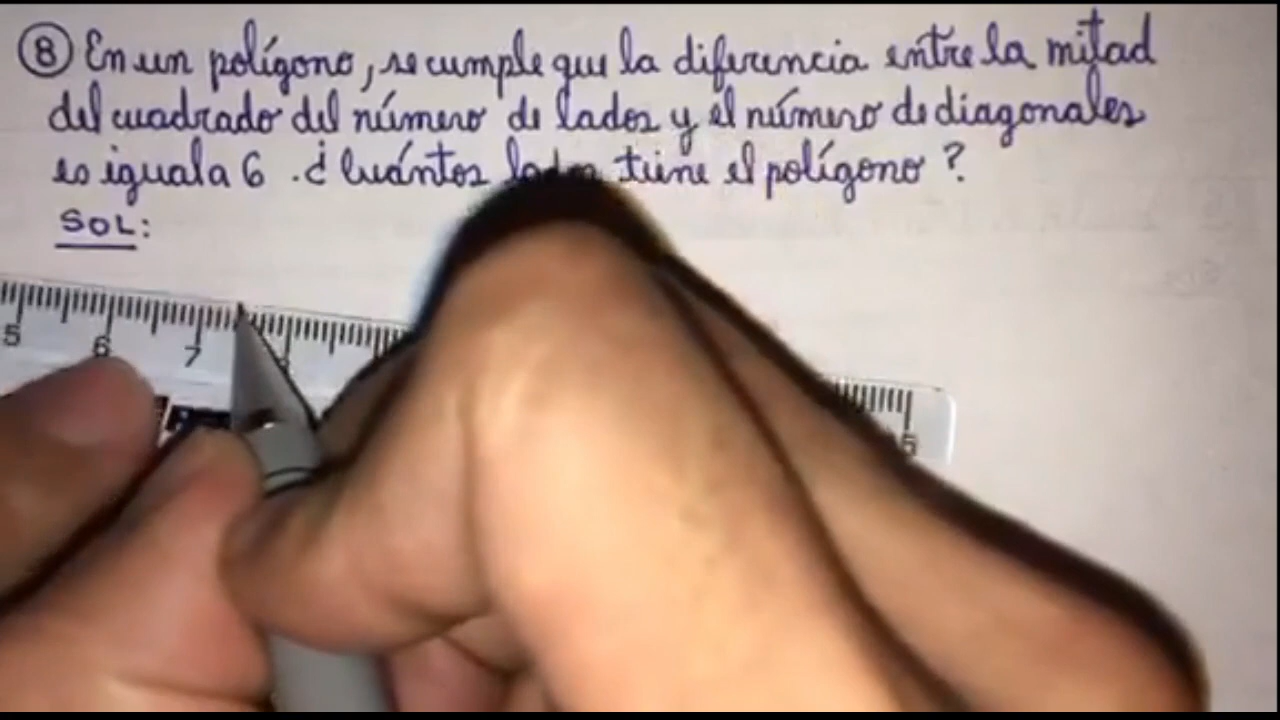 ⑧ En un polígono, se cumple que la diferencia entre la mitad
del cuadrado del número de lados y el número de diagonales
es igual a 6. ¿Cuántos lados tiene el polígono?
SOL:
5 6 7